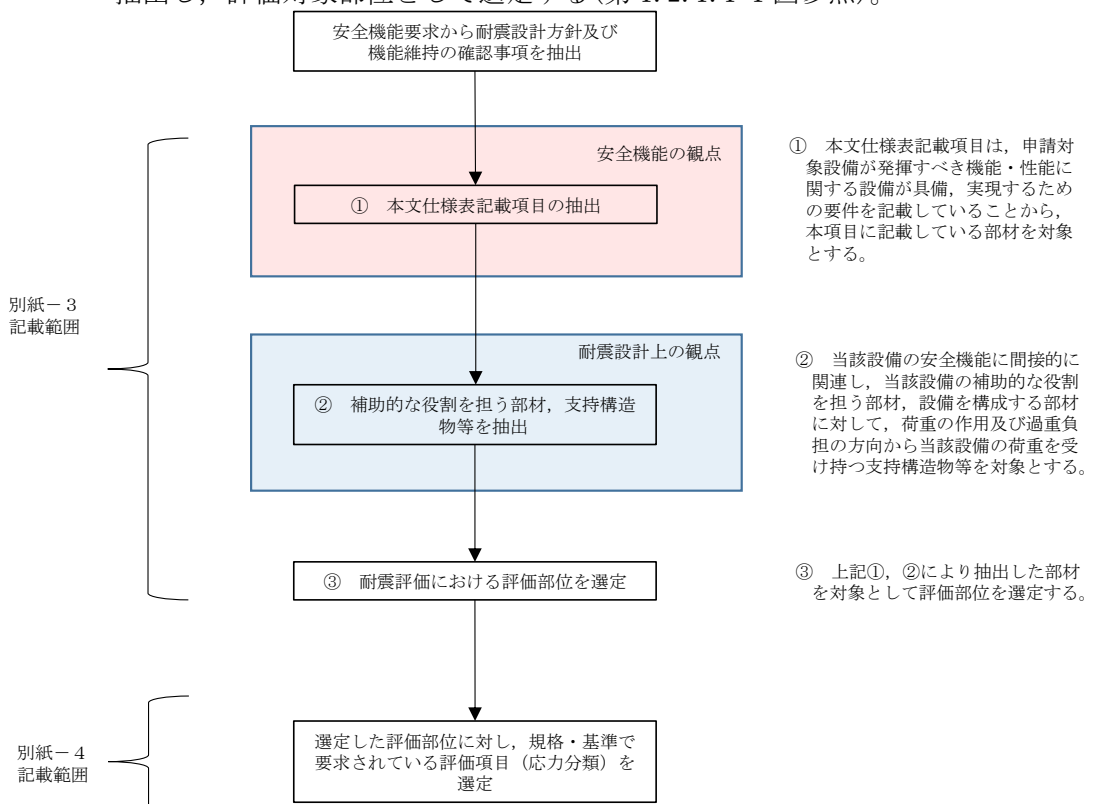 抽出し，評価対象部位として選定する(第 4.2.4.4-1 図参照)。
安全機能要求から耐震設計方針及び
機能維持の確認事項を抽出
安全機能の観点
① 本文仕様表記載項目の抽出
① 本文仕様表記載項目は，申請対
象設備が発揮すべき機能・性能に
関する設備が具備，実現するため
の要件を記載していることから，
本項目に記載している部材を対象
とする。
別紙－３
記載範囲
耐震設計上の観点
② 補助的な役割を担う部材，支持構造
物等を抽出
② 当該設備の安全機能に間接的に
関連し，当該設備の補助的な役割
を担う部材，設備を構成する部材
に対して，荷重の作用及び過重負
担の方向から当該設備の荷重を受
け持つ支持構造物等を対象とする。
③ 耐震評価における評価部位を選定
③ 上記①，②により抽出した部材
を対象として評価部位を選定する。
別紙－４
記載範囲
選定した評価部位に対し，規格・基準で
要求されている評価項目（応力分類）を
選定